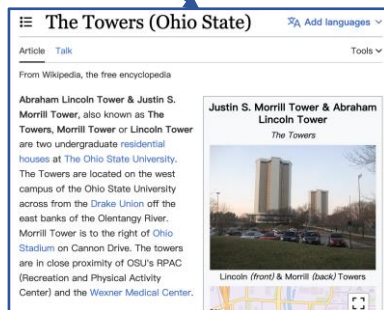 The Towers (Ohio State)
Add languages
Article Talk
Tools
From Wikipedia, the free encyclopedia
Abraham Lincoln Tower & Justin S.
Morrill Tower, also known as The
Towers, Morrill Tower or Lincoln Tower
are two undergraduate residential
houses at The Ohio State University.
The Towers are located on the west
campus of the Ohio State University
across from the Drake Union off the
east banks of the Olentangy River.
Morrill Tower is to the right of Ohio
Stadium on Cannon Drive. The towers
are in close proximity of OSU's RPAC
(Recreation and Physical Activity
Center) and the Wexner Medical Center.
Justin S. Morrill Tower & Abraham
Lincoln Tower
The Towers
Lincoln (front) & Morrill (back) Towers